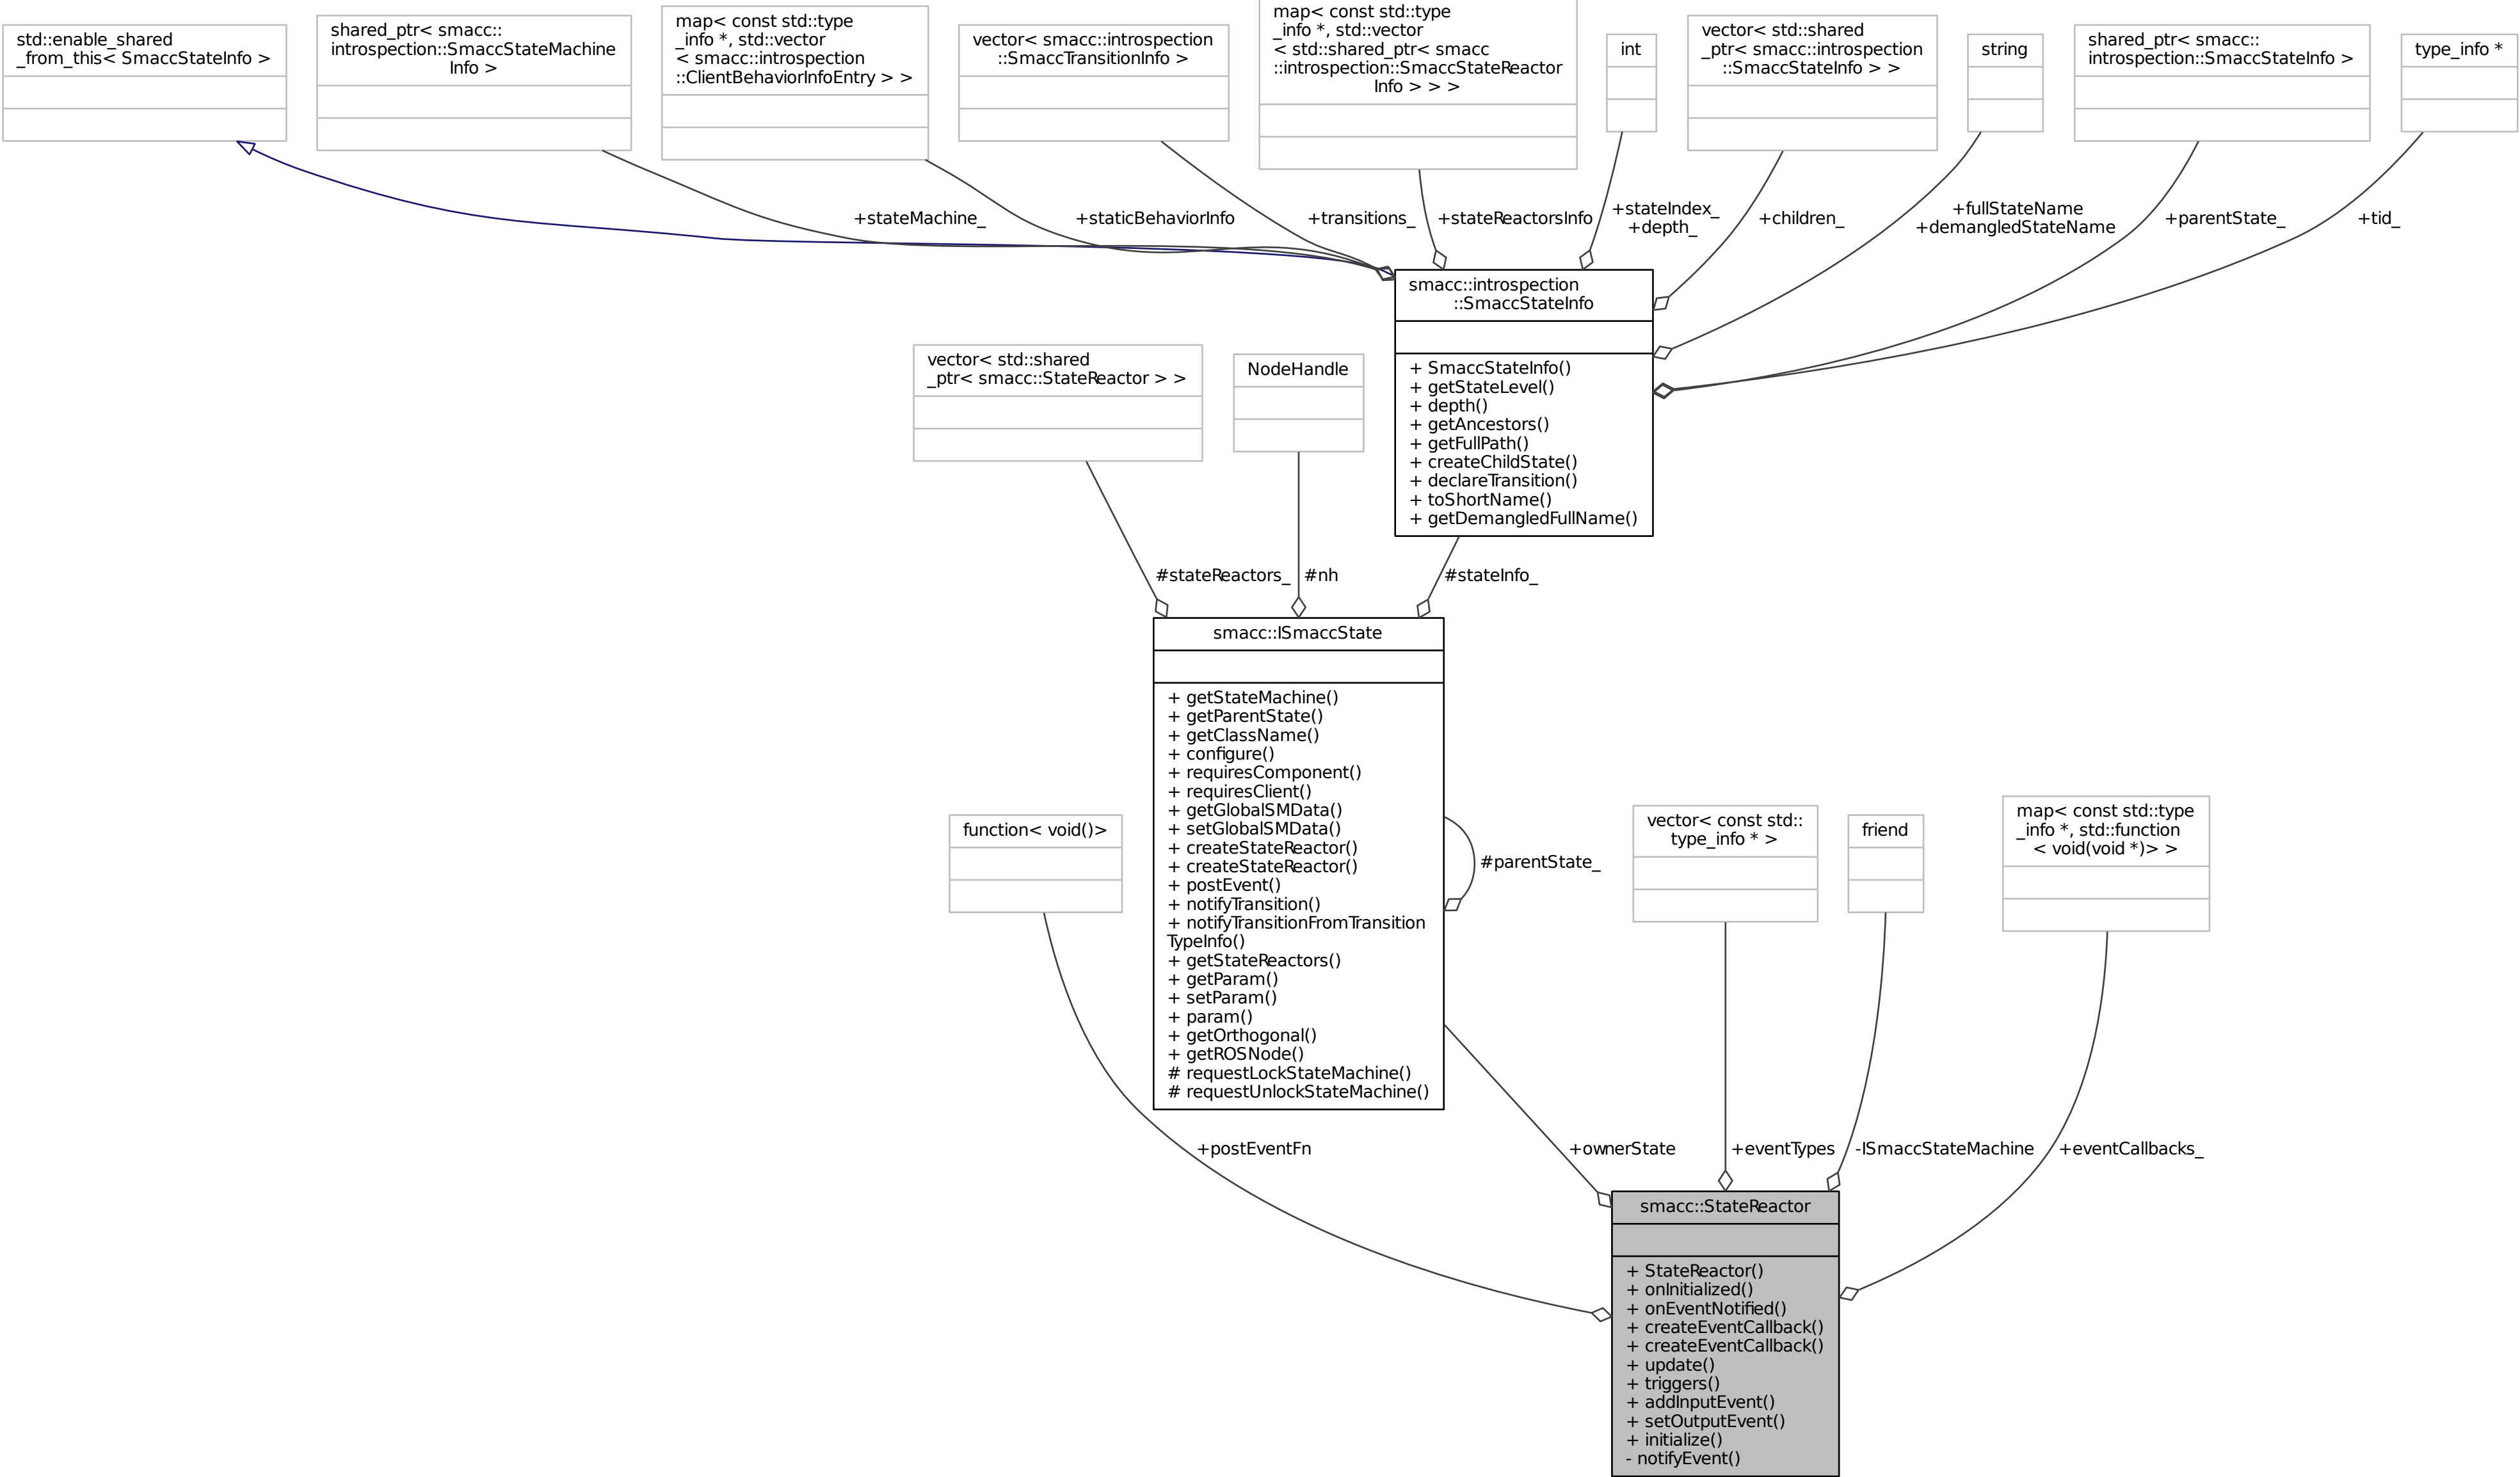 std::enable_shared
_from_this< SmaccStateInfo >
shared_ptr< smacc::
introspection::SmaccStateMachine
Info >
map< const std::type
_info *, std::vector
< smacc::introspection
::ClientBehaviorInfoEntry > >
vector< smacc::introspection
::SmaccTransitionInfo >
map< const std::type
_info *, std::vector
< std::shared_ptr< smacc
::introspection::SmaccStateReactor
Info > > >
int
vector< std::shared
_ptr< smacc::introspection
::SmaccStateInfo > >
string
shared_ptr< smacc::
introspection::SmaccStateInfo >
type_info *
+stateMachine_
+staticBehaviorInfo
+transitions_
+stateReactorsInfo
+stateIndex_
+depth_
+children_
+fullStateName
+demangledStateName
+parentState_
+tid_
smacc::introspection
::SmaccStateInfo
+ SmaccStateInfo()
+ getStateLevel()
+ depth()
+ getAncestors()
+ getFullPath()
+ createChildState()
+ declareTransition()
+ toShortName()
+ getDemangledFullName()
vector< std::shared
_ptr< smacc::StateReactor > >
NodeHandle
#stateReactors_
#nh
#stateInfo_
smacc::ISmaccState
+ getStateMachine()
+ getParentState()
+ getClassName()
+ configure()
+ requiresComponent()
+ requiresClient()
+ getGlobalSMData()
+ setGlobalSMData()
+ createStateReactor()
+ createStateReactor()
+ postEvent()
+ notifyTransition()
+ notifyTransitionFromTransition
TypeInfo()
+ getStateReactors()
+ getParam()
+ setParam()
+ param()
+ getOrthogonal()
+ getROSNode()
# requestLockStateMachine()
# requestUnlockStateMachine()
#parentState_
function< void()>
vector< const std::
type_info * >
friend
map< const std::type
_info *, std::function
< void(void *)> >
+postEventFn
+ownerState
+eventTypes
-ISmaccStateMachine
+eventCallbacks_
smacc::StateReactor
+ StateReactor()
+ onInitialized()
+ onEventNotified()
+ createEventCallback()
+ createEventCallback()
+ update()
+ triggers()
+ addInputEvent()
+ setOutputEvent()
+ initialize()
- notifyEvent()